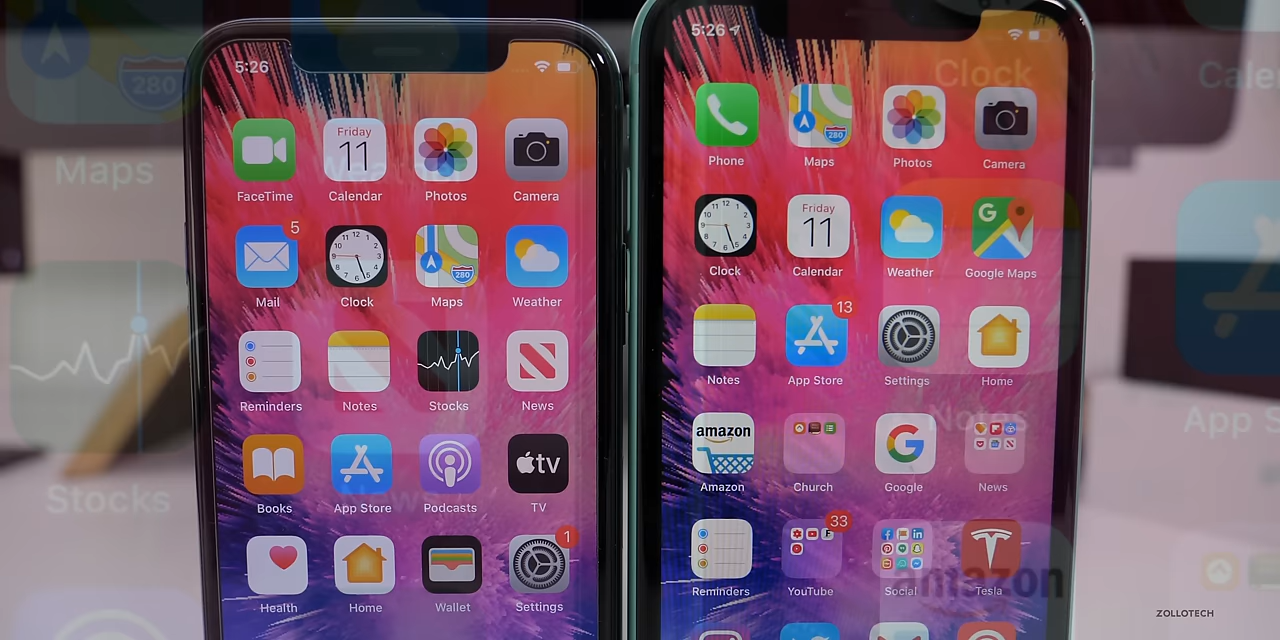 5:26
FaceTime
Friday
11
Calendar
Photos
Camera
5
Mail
Clock
280
Maps
Weather
Reminders
Notes
Stocks
News
Books
App Store
Podcasts
tv
TV
Health
Home
Wallet
1
Settings
5:26
Phone
280
Maps
Photos
Camera
Clock
Friday
11
Calendar
Weather
G
Google Maps
Notes
13
App Store
Settings
Home
amazon
Amazon
Church
G
Google
News
Reminders
33
YouTube
Social
Tesla
280
Maps
Stocks
Clock
Notes
App S
amazon
ZOLLOTECH